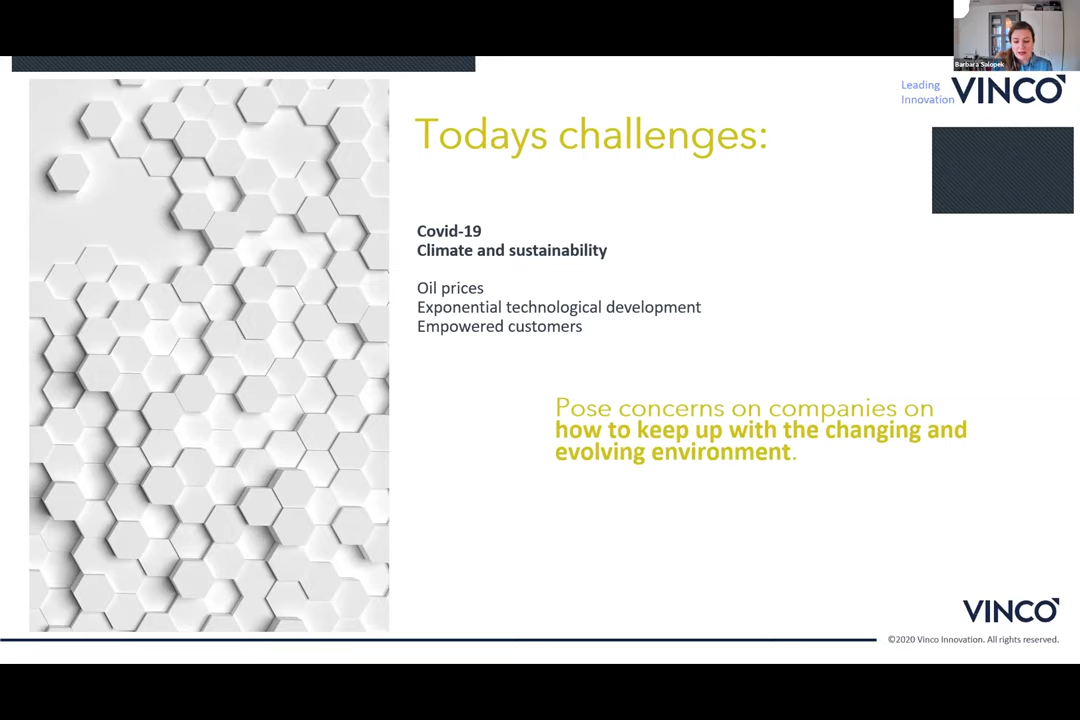 Barbara Salopek
Leading
Innovation
VINCO
Todays challenges:
Covid-19
Climate and sustainability
Oil prices
Exponential technological development
Empowered customers
Pose concerns on companies on
how to keep up with the changing and
evolving environment.
VINCO
©2020 Vinco Innovation. All rights reserved.